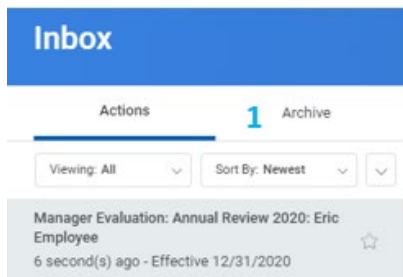 Inbox
Actions 1 Archive
Viewing: All Sort By: Newest
Manager Evaluation: Annual Review 2020: Eric
Employee
6 second(s) ago - Effective 12/31/2020